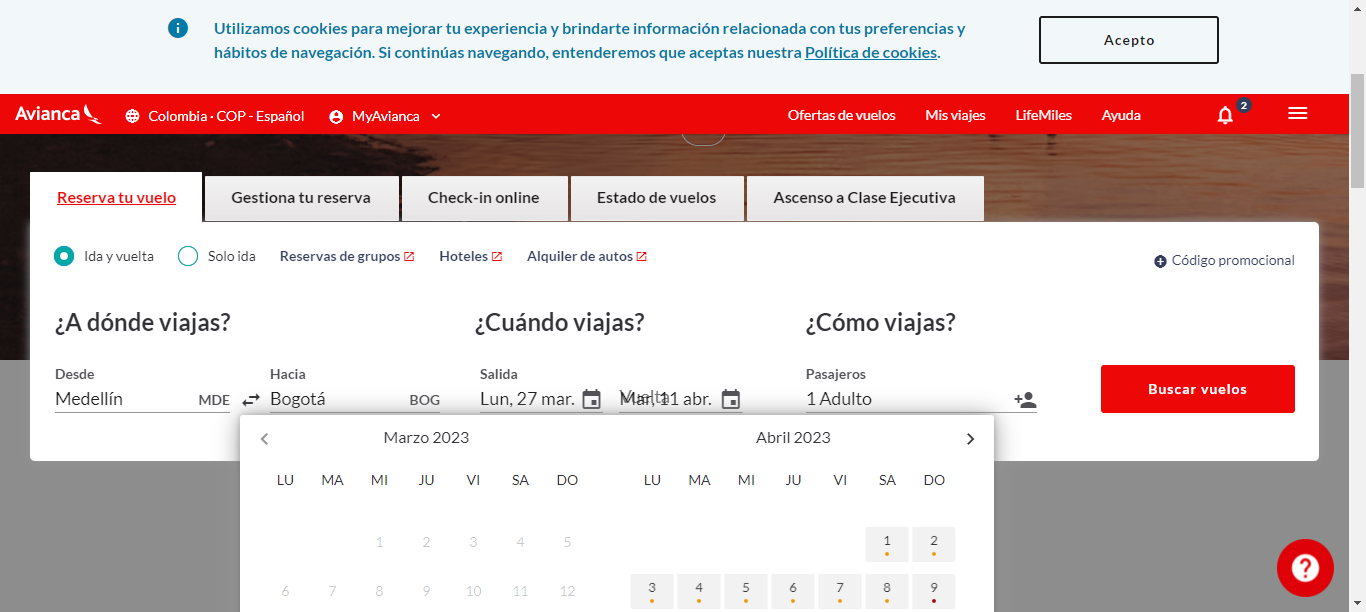 Utilizamos cookies para mejorar tu experiencia y brindarte información relacionada con tus preferencias y
hábitos de navegación. Si continúas navegando, entenderemos que aceptas nuestra Política de cookies.
Acepto
Avianca
Colombia · COP - Español
MyAvianca
Ofertas de vuelos
Mis viajes
LifeMiles
Ayuda
2
Reserva tu vuelo
Gestiona tu reserva
Check-in online
Estado de vuelos
Ascenso a Clase Ejecutiva
Ida y vuelta
Solo ida
Reservas de grupos
Hoteles
Alquiler de autos
Código promocional
¿A dónde viajas?
¿Cuándo viajas?
¿Cómo viajas?
Desde
Hacia
Salida
Pasajeros
Medellín MDE
Bogotá BOG
Lun, 27 mar.
Vuelta
Mar, 11 abr.
1 Adulto
Buscar vuelos
Marzo 2023
Abril 2023
LU MA MI JU VI SA DO
LU MA MI JU VI SA DO
1 2 3 4 5
1 2
6 7 8 9 10 11 12
3 4 5 6 7 8 9
?